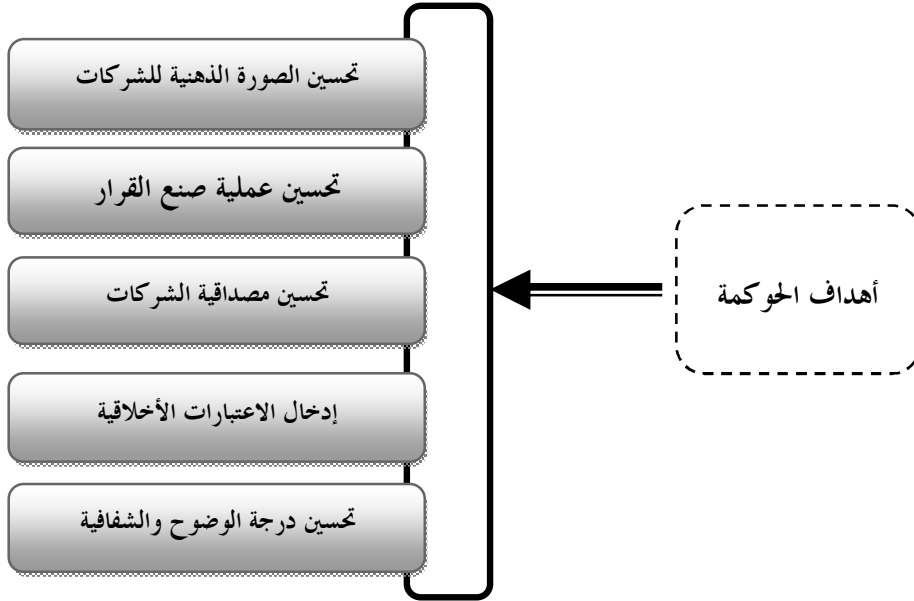 أهداف الحوكمة
تحسين الصورة الذهنية للشركات
تحسين عملية صنع القرار
تحسين مصداقية الشركات
إدخال الاعتبارات الأخلاقية
تحسين درجة الوضوح والشفافية